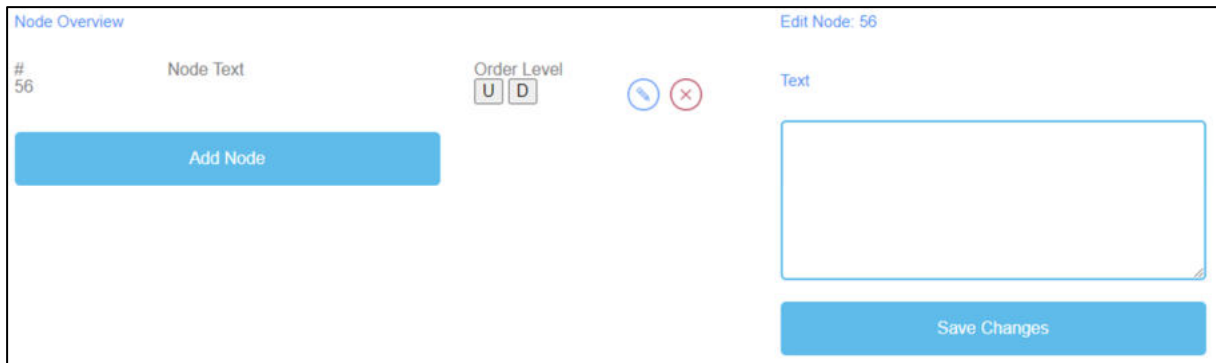 Node Overview
# Node Text Order Level
56 U D
Add Node
Edit Node: 56
Text
Save Changes